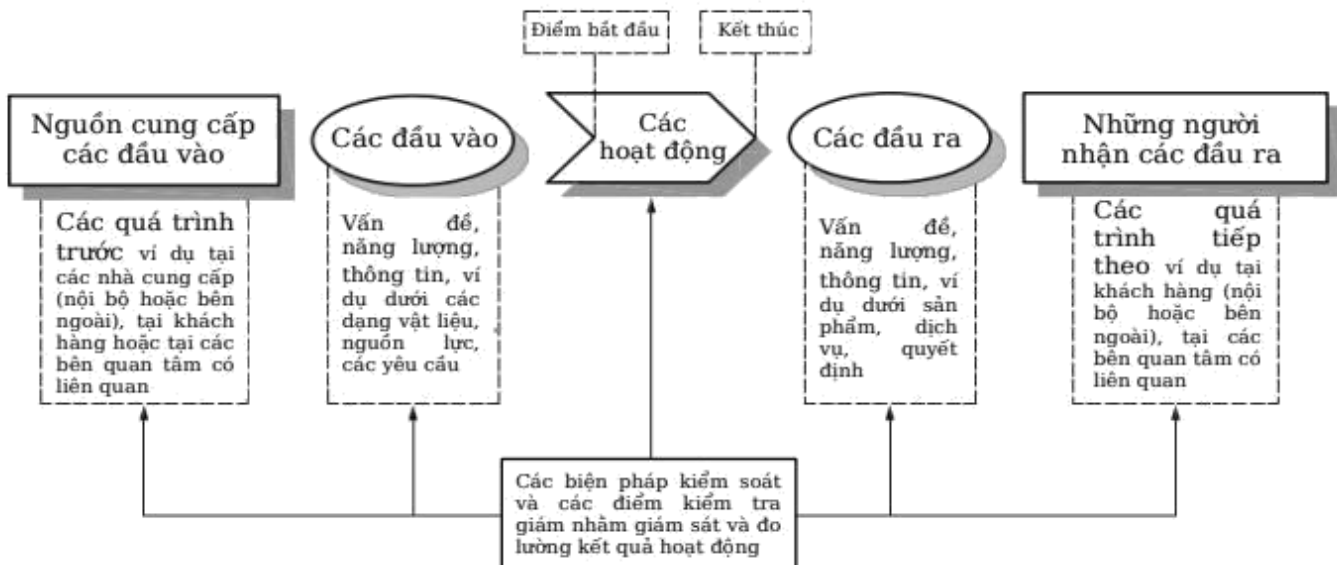 Điểm bắt đầu
Kết thúc
Nguồn cung cấp
các đầu vào
Các đầu vào
Các
hoạt động
Các đầu ra
Những người
nhận các đầu ra
Các quá trình
trước ví dụ tại
các nhà cung cấp
(nội bộ hoặc bên
ngoài), tại khách
hàng hoặc tại các
bên quan tâm có
liên quan
Vấn đề,
năng lượng,
thông tin, ví
dụ dưới các
dạng vật liệu,
nguồn lực,
các yêu cầu
Vấn đề,
năng lượng,
thông tin, ví
dụ dưới sản
phẩm, dịch
vụ, quyết
định
Các quá
trình tiếp
theo ví dụ tại
khách hàng (nội
bộ hoặc bên
ngoài), tại các
bên quan tâm có
liên quan
Các biện pháp kiểm soát
và các điểm kiểm tra
giám nhằm giám sát và đo
lường kết quả hoạt động